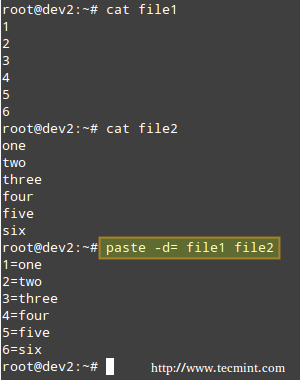 root@dev2:~# cat file1
1
2
3
4
5
6
root@dev2:~# cat file2
one
two
three
four
five
six
root@dev2:~# paste -d= file1 file2
1=one
2=two
3=three
4=four
5=five
6=six
root@dev2:~# http://www.tecmint.com